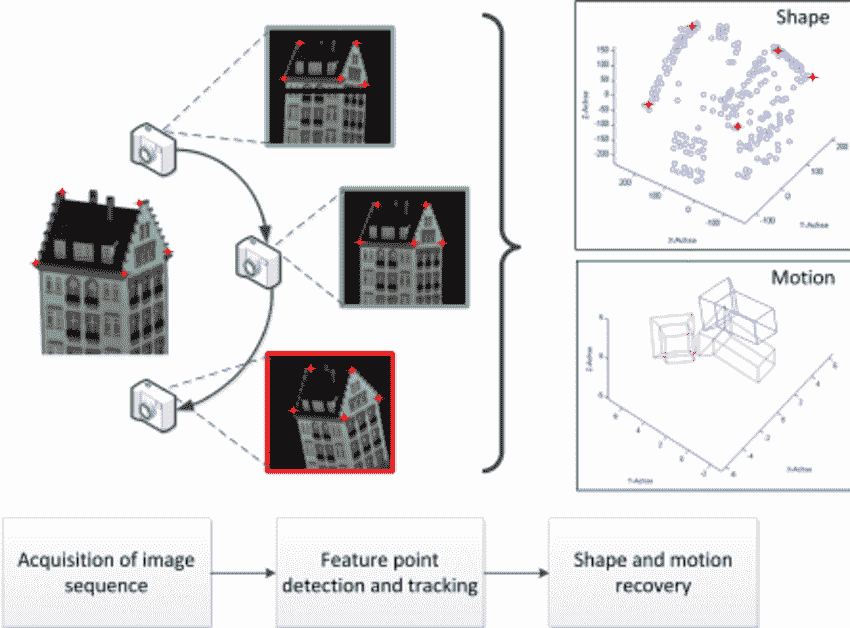 Shape
150
100
50
0
-50
-100
-150
-200
Z-Achse
200
100
0
-100
X-Achse
200
100
0
-100
Y-Achse
Motion
Z-Achse
Y-Achse
X-Achse
Acquisition of image
sequence
Feature point
detection and tracking
Shape and motion
recovery